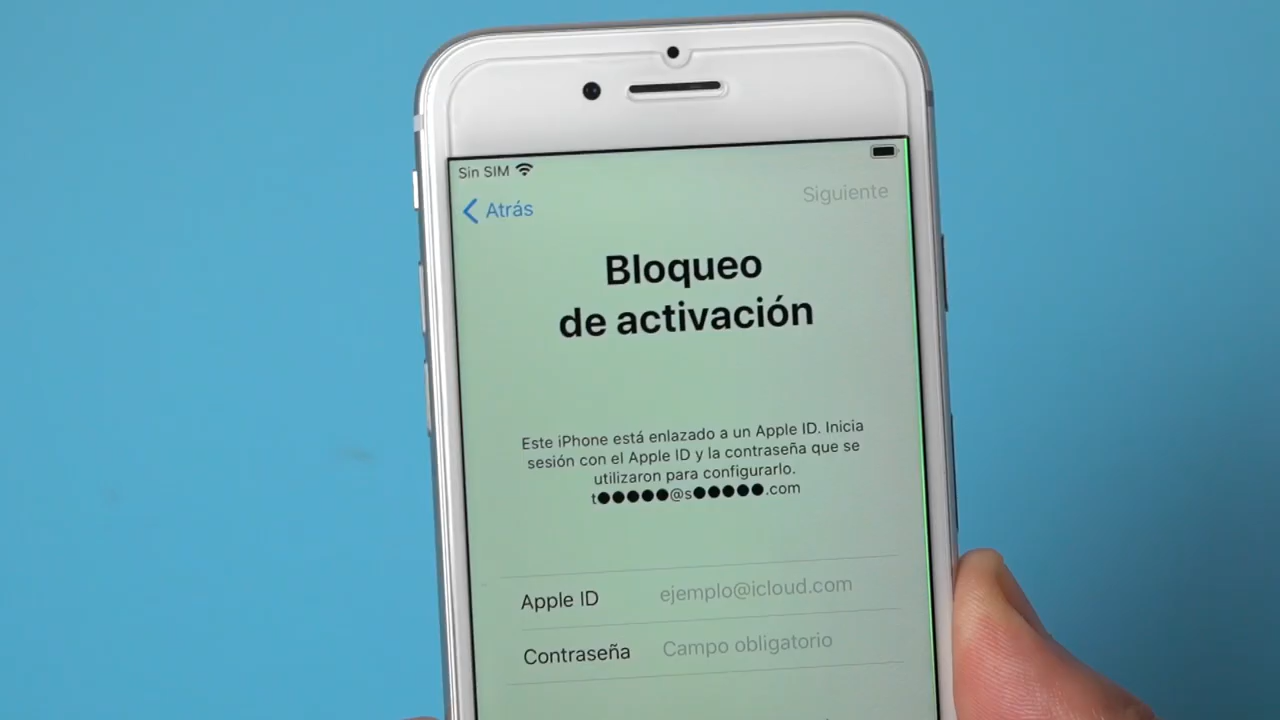 Sin SIM
Atrás
Siguiente
Bloqueo
de activación
Este iPhone está enlazado a un Apple ID. Inicia
sesión con el Apple ID y la contraseña que se
utilizaron para configurarlo.
t●●●●●@s●●●●●.com
Apple ID ejemplo@icloud.com
Contraseña Campo obligatorio